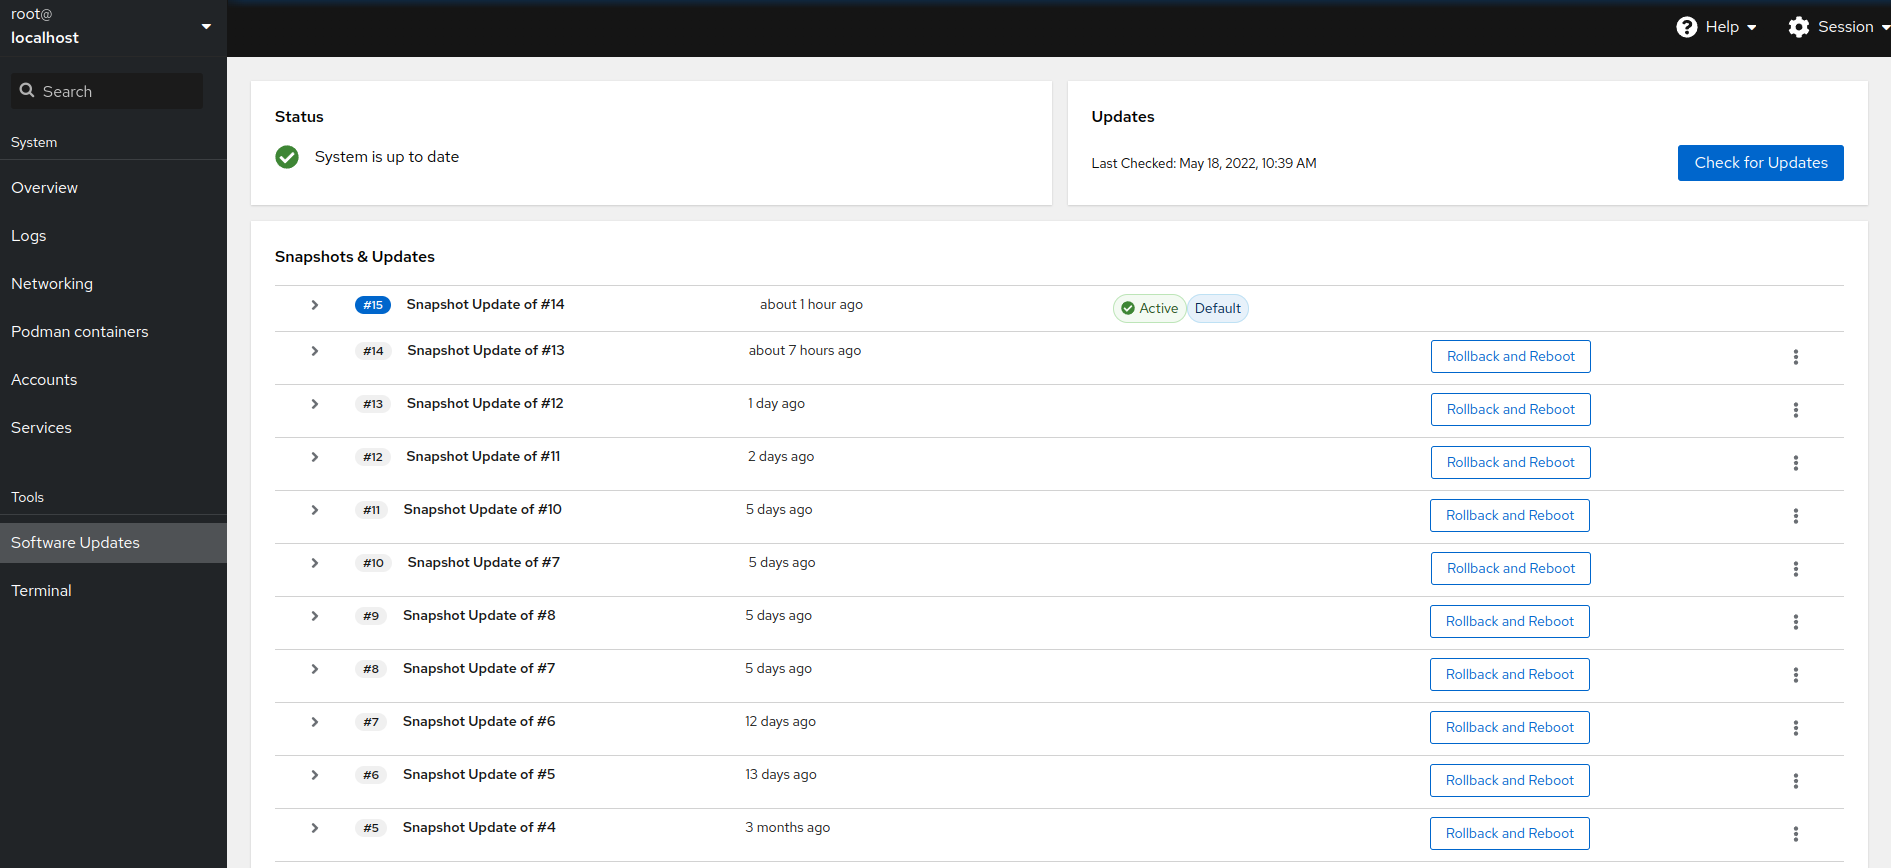 root@
localhost
Help
Session
Search
System
Overview
Logs
Networking
Podman containers
Accounts
Services
Tools
Software Updates
Terminal
Status
System is up to date
Updates
Last Checked: May 18, 2022, 10:39 AM
Check for Updates
Snapshots & Updates
#15 Snapshot Update of #14 about 1 hour ago Active Default
#14 Snapshot Update of #13 about 7 hours ago Rollback and Reboot
#13 Snapshot Update of #12 1 day ago Rollback and Reboot
#12 Snapshot Update of #11 2 days ago Rollback and Reboot
#11 Snapshot Update of #10 5 days ago Rollback and Reboot
#10 Snapshot Update of #7 5 days ago Rollback and Reboot
#9 Snapshot Update of #8 5 days ago Rollback and Reboot
#8 Snapshot Update of #7 5 days ago Rollback and Reboot
#7 Snapshot Update of #6 12 days ago Rollback and Reboot
#6 Snapshot Update of #5 13 days ago Rollback and Reboot
#5 Snapshot Update of #4 3 months ago Rollback and Reboot